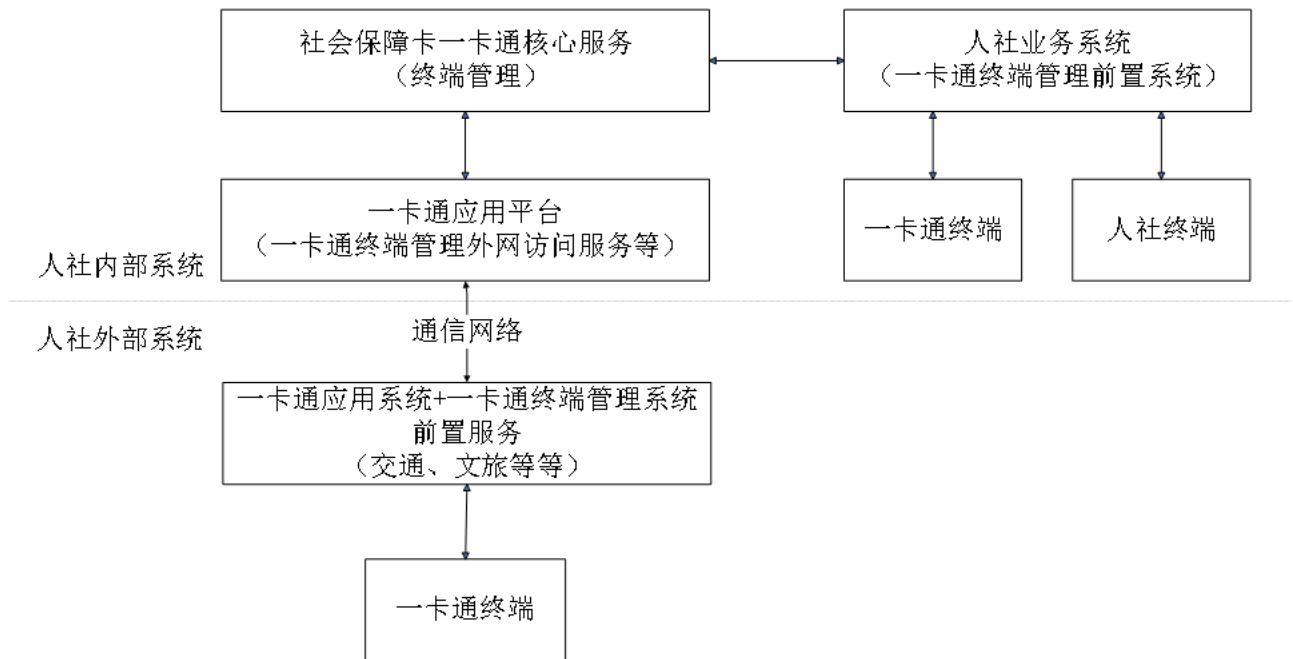 社会保障卡一卡通核心服务
（终端管理）
人社业务系统
（一卡通终端管理前置系统）
一卡通应用平台
（一卡通终端管理外网访问服务等）
一卡通终端
人社终端
人社内部系统
人社外部系统
通信网络
一卡通应用系统+一卡通终端管理系统
前置服务
（交通、文旅等等）
一卡通终端